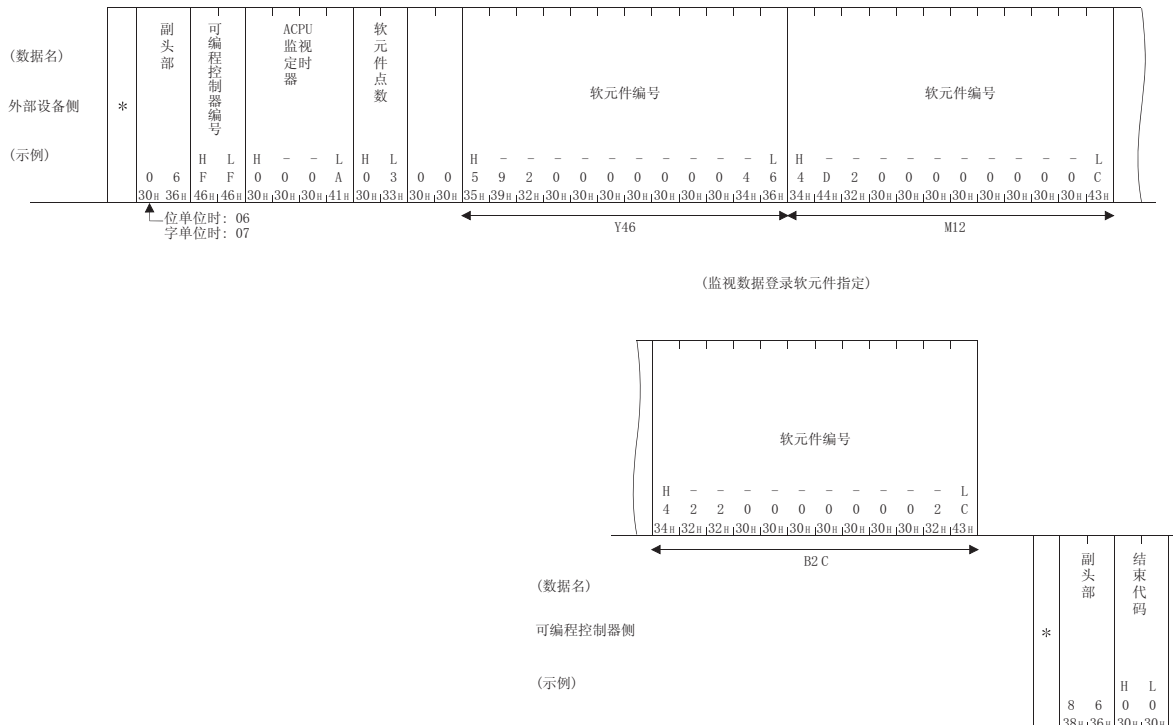 (数据名)
外部设备侧
(示例)
*
副头部
可编程控制器编号
ACPU
监视
定时
器
软元件点数
软元件编号
软元件编号
H L H - - L H L H - - - - - - - - - - L H - - - - - - - - - - L
0 6 F F 0 0 0 A 0 3 0 0 5 9 2 0 0 0 0 0 0 0 4 6 4 D 2 0 0 0 0 0 0 0 0 C
30H 36H 46H 46H 30H 30H 30H 41H 30H 33H 30H 30H 35H 39H 32H 30H 30H 30H 30H 30H 30H 30H 34H 36H 34H 44H 32H 30H 30H 30H 30H 30H 30H 30H 30H 43H
位单位时: 06
字单位时: 07
Y46
M12
(监视数据登录软元件指定)
软元件编号
H - - - - - - - - - - L
4 2 2 0 0 0 0 0 0 0 2 C
34H 32H 32H 30H 30H 30H 30H 30H 30H 30H 32H 43H
B2 C
(数据名)
可编程控制器侧
(示例)
*
副头部
结束代码
H L
8 6 0 0
38H 36H 30H 30H